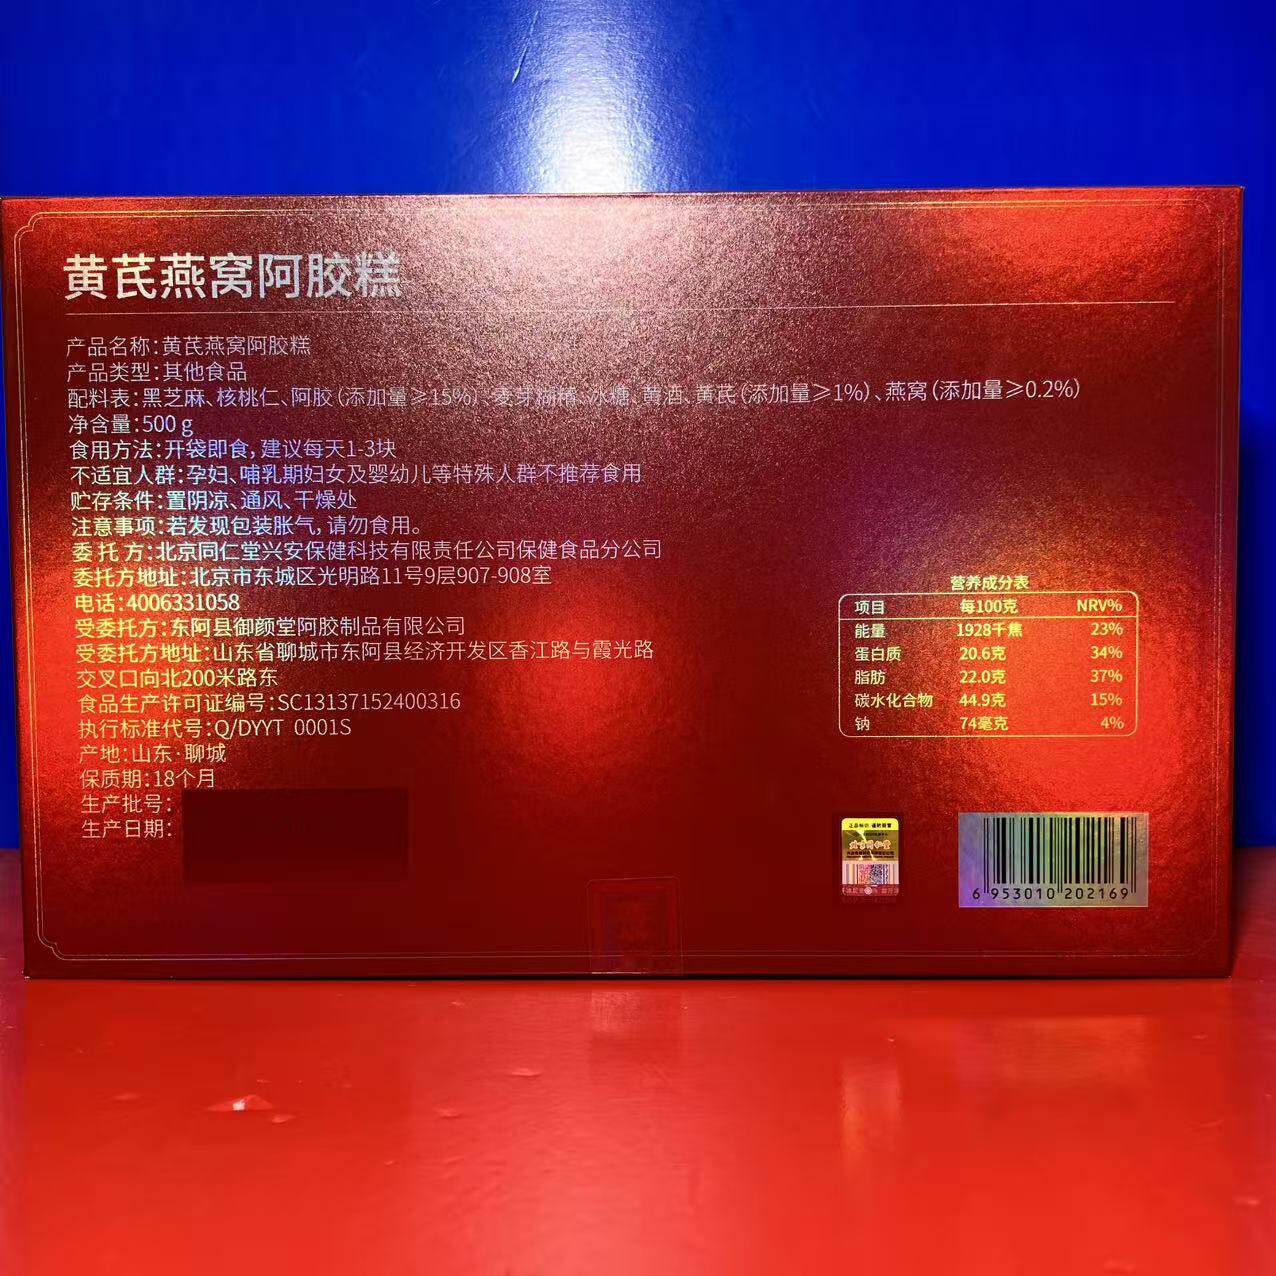 黄芪燕窝阿胶糕
产品名称:黄芪燕窝阿胶糕
产品类型:其他食品
配料表:黑芝麻、核桃仁、阿胶(添加量≥15%)、麦芽糊精、冰糖、黄酒、黄芪(添加量≥1%)、燕窝(添加量≥0.2%)
净含量:500 g
食用方法:开袋即食,建议每天1-3块
不适宜人群:孕妇、哺乳期妇女及婴幼儿等特殊人群不推荐食用
贮存条件:置阴凉、通风、干燥处
注意事项:若发现包装胀气,请勿食用。
委托方:北京同仁堂兴安保健科技有限责任公司保健食品分公司
委托方地址:北京市东城区光明路11号9层907-908室
电话:4006331058
受委托方:东阿县御颜堂阿胶制品有限公司
受委托方地址:山东省聊城市东阿县经济开发区香江路与霞光路
交叉口向北200米路东
食品生产许可证编号:SC13137152400316
执行标准代号:Q/DYYT 0001S
产地:山东·聊城
保质期:18个月
生产批号:
生产日期:
营养成分表
项目 每100克 NRV%
能量 1928千焦 23%
蛋白质 20.6克 34%
脂肪 22.0克 37%
碳水化合物 44.9克 15%
钠 74毫克 4%
北京同仁堂
6 953010 202169